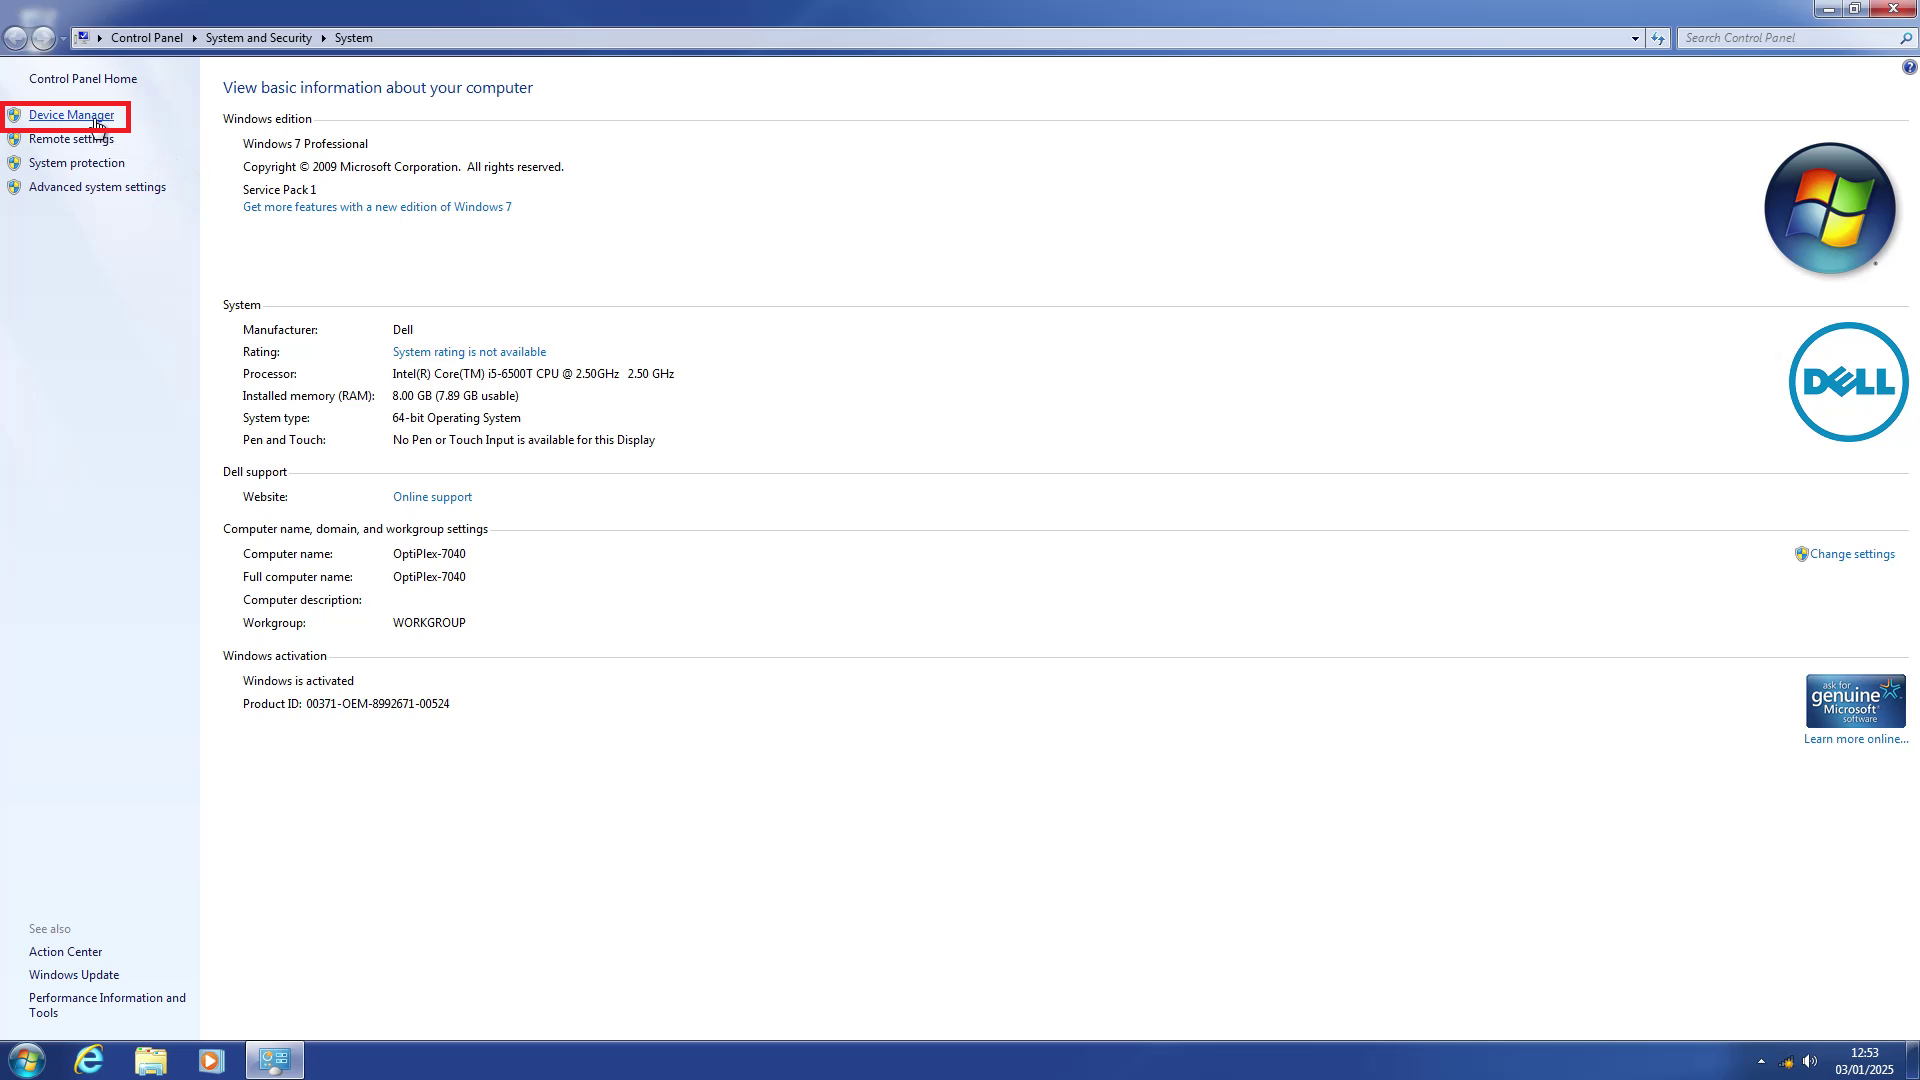 Control Panel
System and Security
System
Search Control Panel
Control Panel Home
Device Manager
Remote settings
System protection
Advanced system settings
View basic information about your computer
Windows edition
Windows 7 Professional
Copyright © 2009 Microsoft Corporation. All rights reserved.
Service Pack 1
Get more features with a new edition of Windows 7
System
Manufacturer: Dell
Rating: System rating is not available
Processor: Intel(R) Core(TM) i5-6500T CPU @ 2.50GHz 2.50 GHz
Installed memory (RAM): 8.00 GB (7.89 GB usable)
System type: 64-bit Operating System
Pen and Touch: No Pen or Touch Input is available for this Display
DELL
Dell support
Website: Online support
Computer name, domain, and workgroup settings
Computer name: OptiPlex-7040
Change settings
Full computer name: OptiPlex-7040
Computer description:
Workgroup: WORKGROUP
Windows activation
Windows is activated
Product ID: 00371-OEM-8992671-00524
ask for
genuine
Microsoft
software
Learn more online...
See also
Action Center
Windows Update
Performance Information and
Tools
12:53
03/01/2025